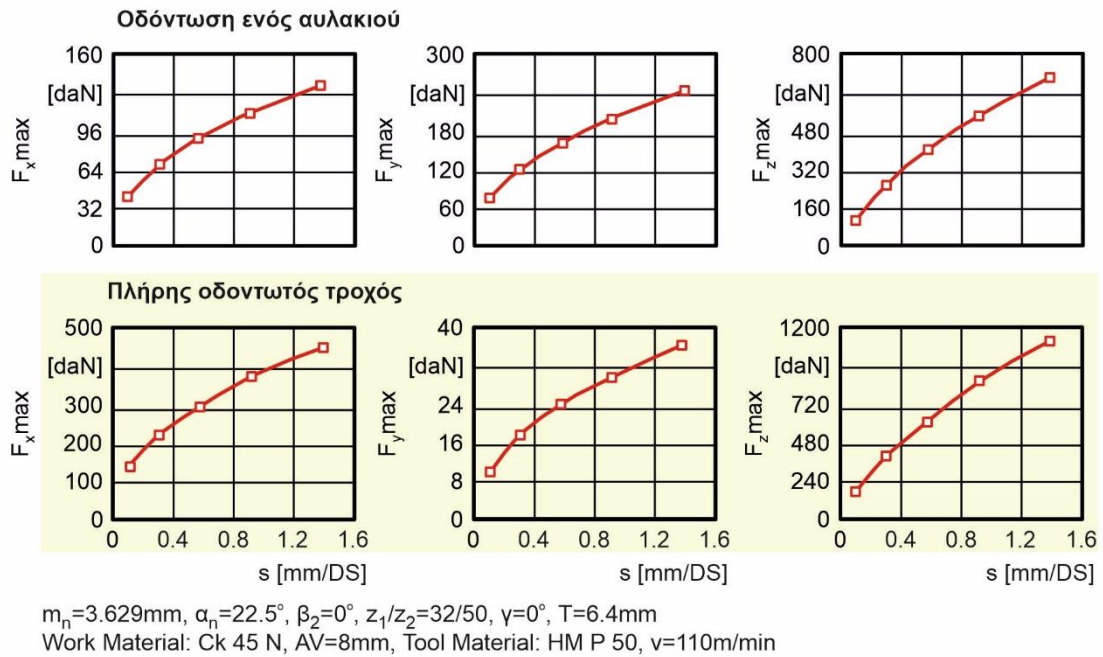 Οδόντωση ενός αυλακιού
160
[daN]
96
64
32
0
Fₓmax
300
[daN]
180
120
60
0
Fᵧmax
800
[daN]
480
320
160
0
F_zmax
Πλήρης οδοντωτός τροχός
500
[daN]
300
200
100
0
Fₓmax
0 0.4 0.8 1.2 1.6
s [mm/DS]
40
[daN]
24
16
8
0
Fᵧmax
0 0.4 0.8 1.2 1.6
s [mm/DS]
1200
[daN]
720
480
240
0
F_zmax
0 0.4 0.8 1.2 1.6
s [mm/DS]
mₙ=3.629mm, αₙ=22.5°, β₂=0°, z₁/z₂=32/50, γ=0°, T=6.4mm
Work Material: Ck 45 N, AV=8mm, Tool Material: HM P 50, v=110m/min